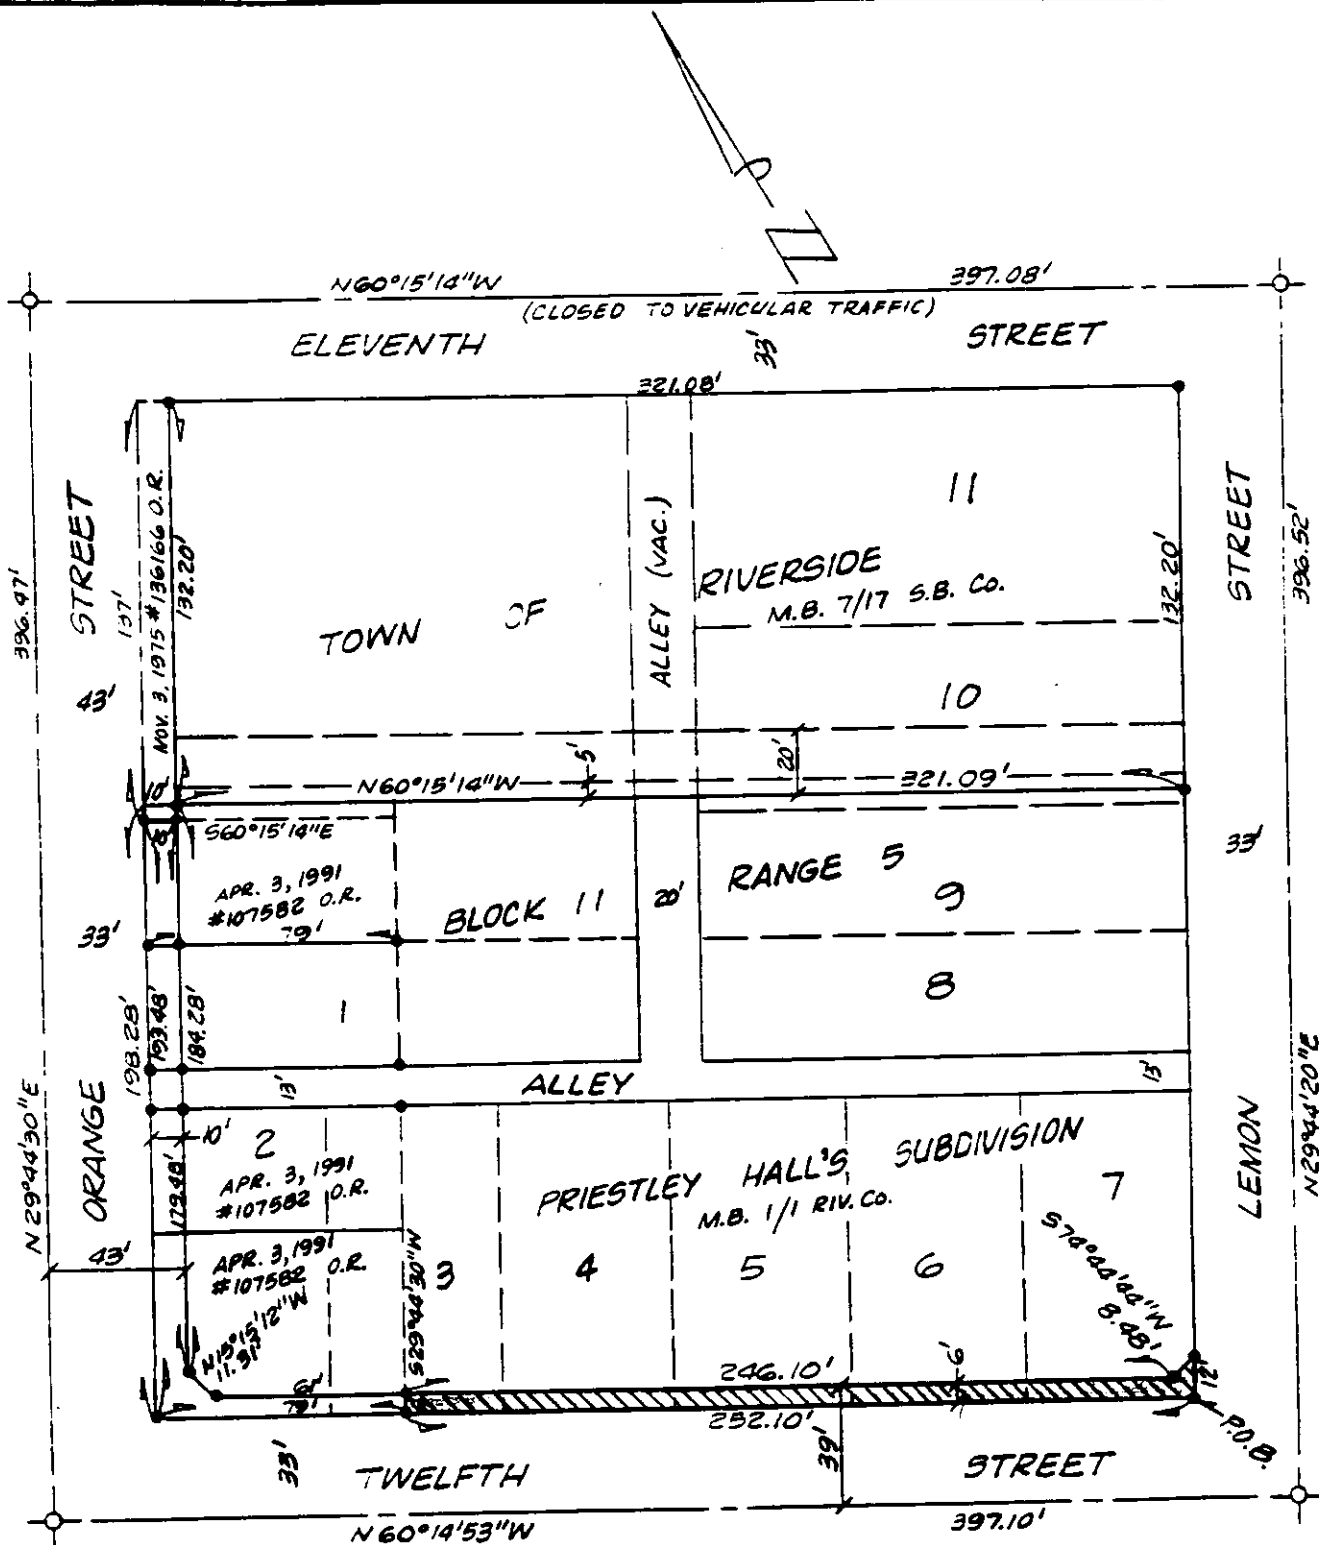 N60°15'14"W
397.08'
(CLOSED TO VEHICULAR TRAFFIC)
ELEVENTH
33'
STREET
321.08'
396.47'
STREET
137'
NOV. 3, 1975 #136166 O.R.
132.20'
43'
TOWN OF
ALLEY (VAC.)
RIVERSIDE
M.B. 7/17 S.B. Co.
11
132.20'
STREET
396.52'
10
5'
20'
10'
N60°15'14"W
321.09'
S60°15'14"E
APR. 3, 1991
#107582 O.R.
79'
BLOCK 11
20'
RANGE 5
9
33'
33'
8
1
198.28'
193.48'
184.28'
13'
ALLEY
13'
N29°44'30"E
ORANGE
10'
2
APR. 3, 1991
#107582 O.R.
179.48'
PRIESTLEY HALL'S SUBDIVISION
M.B. 1/1 RIV. Co.
7
LEMON
N29°44'20"E
43'
APR. 3, 1991
#107582 O.R.
S29°44'30"W
3
4
5
6
S74°44'44"W
8.48'
N15°15'12"W
11.31'
61'
79'
246.10'
6'
12'
252.10'
P.O.B.
33'
39'
TWELFTH
STREET
N60°14'53"W
397.10'